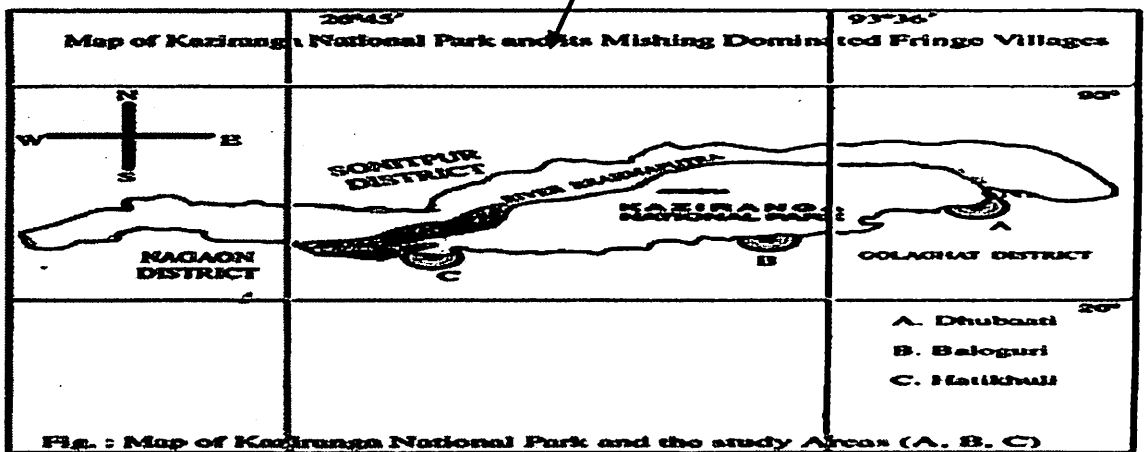 26°45' 93°36'
Map of Kaziranga National Park and its Mishing Dominated Fringe Villages
90°
N
W E
S
SONITPUR
DISTRICT
RIVER BRAHMAPUTRA
KAZIRANGA
NATIONAL PARK
A
NAGAON
DISTRICT
C
B
GOLAGHAT DISTRICT
20°
A. Dhubaati
B. Baloguri
C. Hatikhuli
Fig. : Map of Kaziranga National Park and the study Areas (A, B, C)